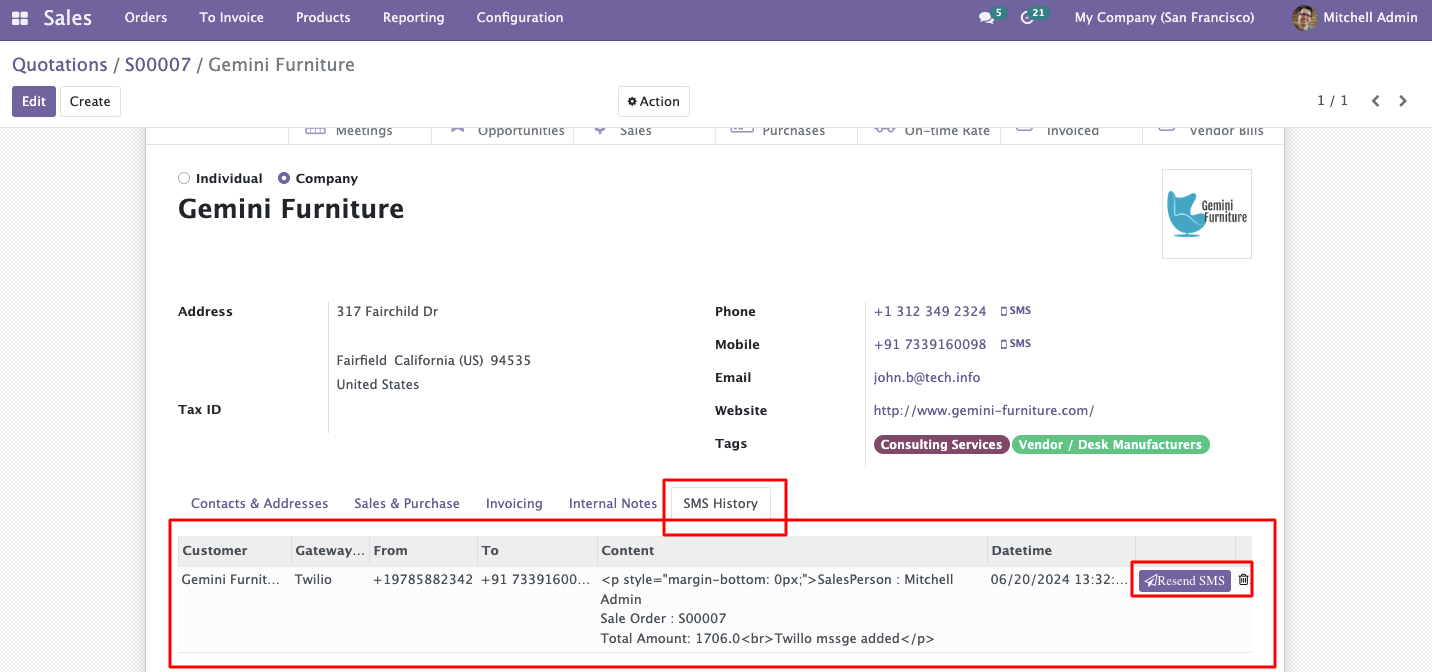 Sales Orders To Invoice Products Reporting Configuration 5 21 My Company (San Francisco) Mitchell Admin
Quotations / S00007 / Gemini Furniture
Edit Create Action 1 / 1
Meetings Opportunities Sales Purchases On-time Rate Invoiced Vendor Bills
Individual Company
Gemini Furniture
Gemini
Furniture
Address 317 Fairchild Dr Phone +1 312 349 2324 SMS
Mobile +91 7339160098 SMS
Fairfield California (US) 94535
United States Email john.b@tech.info
Tax ID Website http://www.gemini-furniture.com/
Tags Consulting Services Vendor / Desk Manufacturers
Contacts & Addresses Sales & Purchase Invoicing Internal Notes SMS History
Customer Gateway... From To Content Datetime
Gemini Furnit... Twilio +19785882342 +91 73391600... <p style="margin-bottom: 0px;">SalesPerson : Mitchell 06/20/2024 13:32:... Resend SMS
Admin
Sale Order : S00007
Total Amount: 1706.0<br>Twillo mssge added</p>